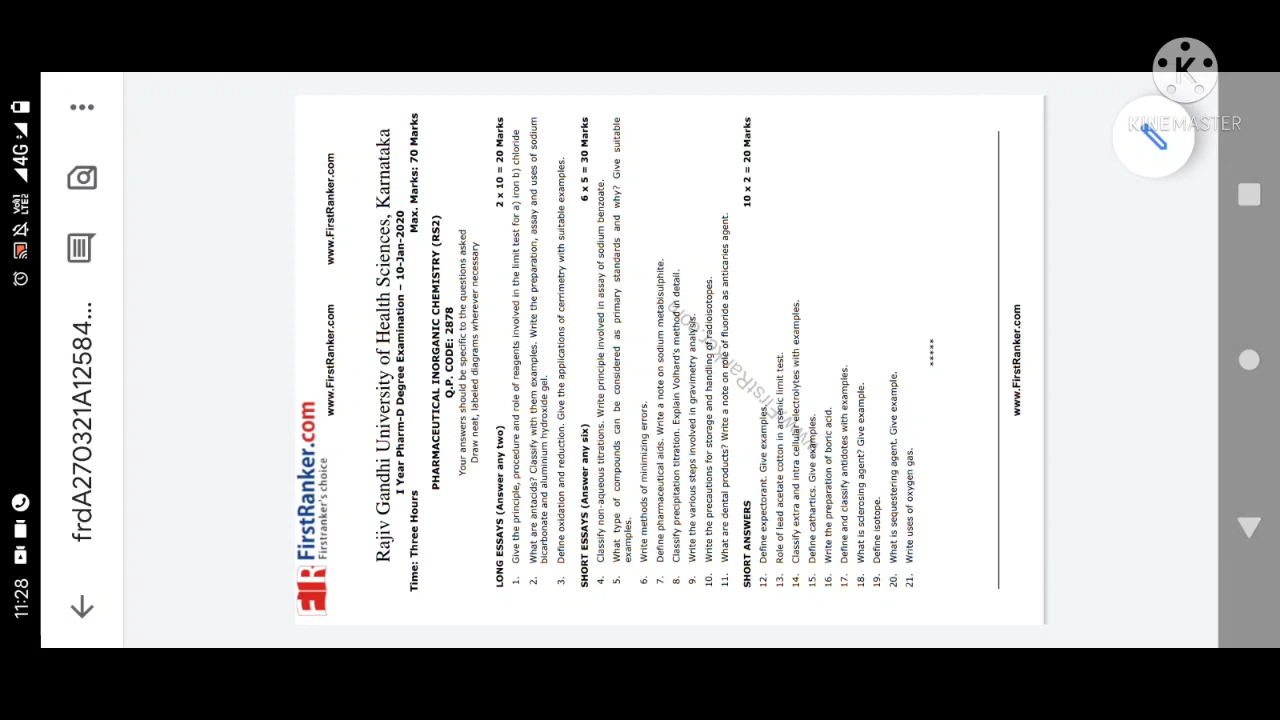 11:28
4G
Vo))
LTE2
frdA270321A12584...
KINEMASTER
FirstRanker.com
Firstranker's choice
www.FirstRanker.com
www.FirstRanker.com
Rajiv Gandhi University of Health Sciences, Karnataka
I Year Pharm-D Degree Examination – 10-Jan-2020
Time: Three Hours
Max. Marks: 70 Marks
PHARMACEUTICAL INORGANIC CHEMISTRY (RS2)
Q.P. CODE: 2878
Your answers should be specific to the questions asked
Draw neat, labeled diagrams wherever necessary
LONG ESSAYS (Answer any two)
2 x 10 = 20 Marks
1. Give the principle, procedure and role of reagents involved in the limit test for a) iron b) chloride
2. What are antacids? Classify with them examples. Write the preparation, assay and uses of sodium
bicarbonate and aluminium hydroxide gel.
3. Define oxidation and reduction. Give the applications of cerrimetry with suitable examples.
SHORT ESSAYS (Answer any six)
6 x 5 = 30 Marks
4. Classify non-aqueous titrations. Write principle involved in assay of sodium benzoate.
5. What type of compounds can be considered as primary standards and why? Give suitable
examples.
6. Write methods of minimizing errors.
7. Define pharmaceutical aids. Write a note on sodium metabisulphite.
8. Classify precipitation titration. Explain Volhard's method in detail.
9. Write the various steps involved in gravimetry analysis.
10. Write the precautions for storage and handling of radioisotopes.
11. What are dental products? Write a note on role of fluoride as anticaries agent.
SHORT ANSWERS
10 x 2 = 20 Marks
12. Define expectorant. Give examples.
13. Role of lead acetate cotton in arsenic limit test.
14. Classify extra and intra cellular electrolytes with examples.
15. Define cathartics. Give examples.
16. Write the preparation of boric acid.
17. Define and classify antidotes with examples.
18. What is sclerosing agent? Give example.
19. Define isotope.
20. What is sequestering agent. Give example.
21. Write uses of oxygen gas.
*****
www.FirstRanker.com